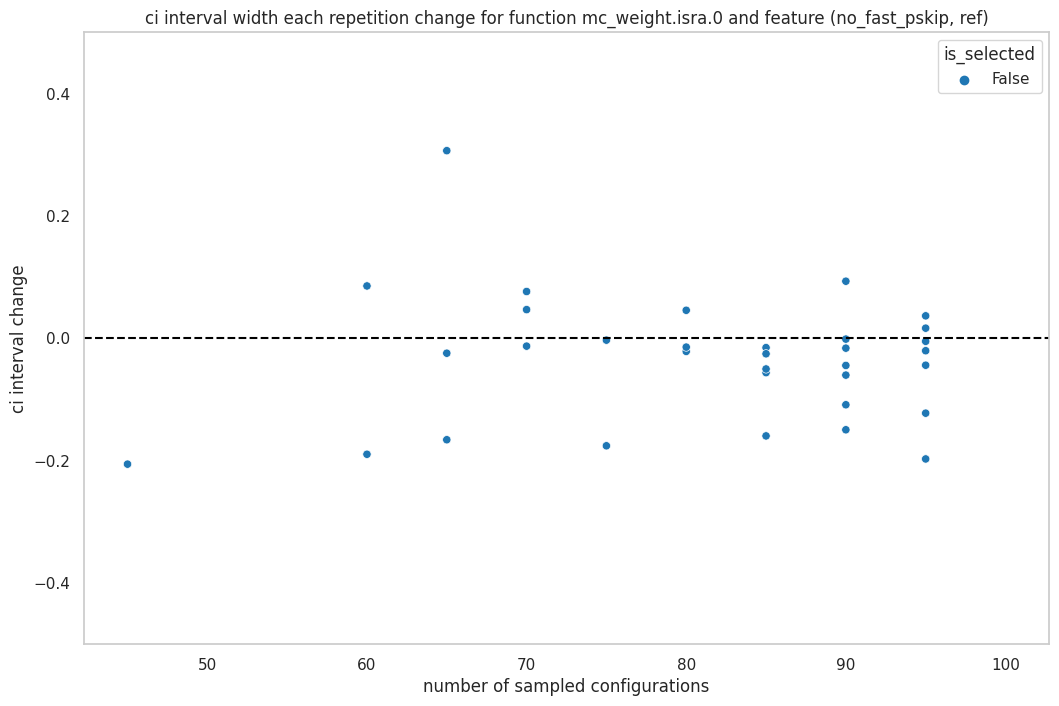 ci interval width each repetition change for function mc_weight.isra.0 and feature (no_fast_pskip, ref)
is_selected
False
0.4
0.2
0.0
−0.2
−0.4
ci interval change
50 60 70 80 90 100
number of sampled configurations